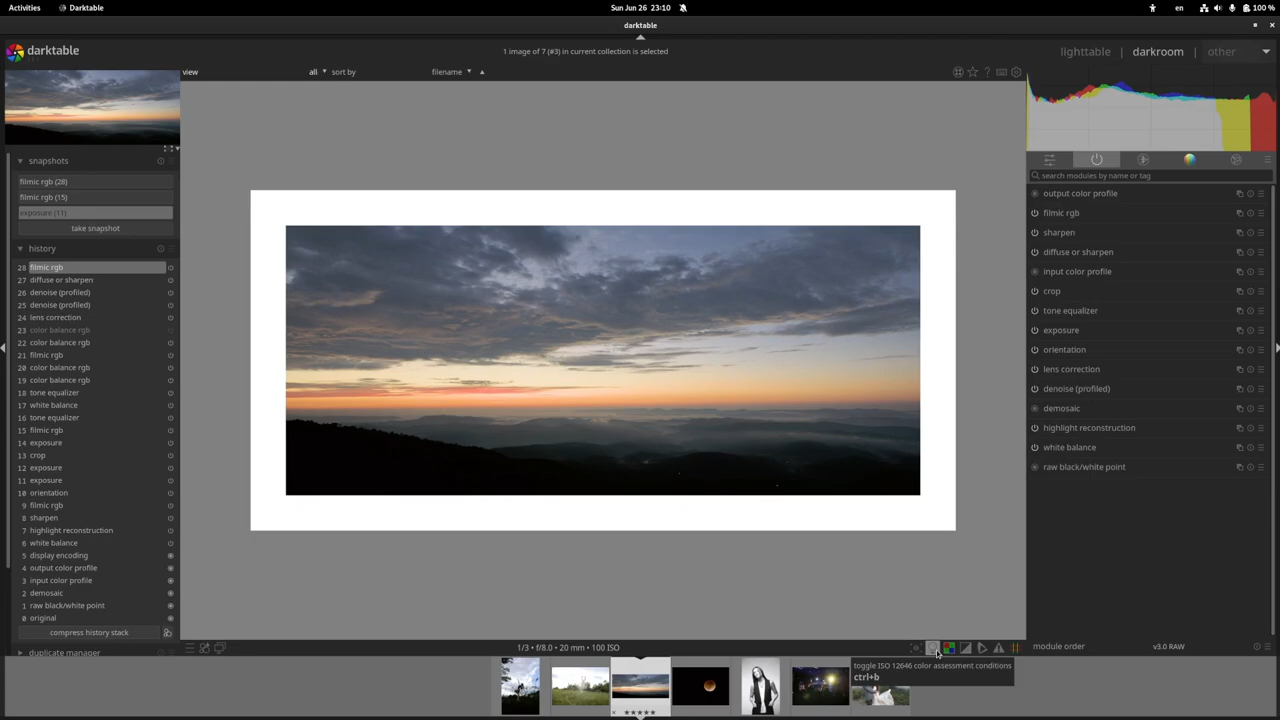 Activities
Darktable
Sun Jun 26 23:10
en
100 %
darktable
darktable
1 image of 7 (#3) in current collection is selected
lighttable | darkroom | other
view
all
sort by
filename
snapshots
filmic rgb (28)
filmic rgb (15)
exposure (11)
take snapshot
history
28 filmic rgb
27 diffuse or sharpen
26 denoise (profiled)
25 denoise (profiled)
24 lens correction
23 color balance rgb
22 color balance rgb
21 filmic rgb
20 color balance rgb
19 color balance rgb
18 tone equalizer
17 white balance
16 tone equalizer
15 filmic rgb
14 exposure
13 crop
12 exposure
11 exposure
10 orientation
9 filmic rgb
8 sharpen
7 highlight reconstruction
6 white balance
5 display encoding
4 output color profile
3 input color profile
2 demosaic
1 raw black/white point
0 original
compress history stack
duplicate manager
1/3 • f/8.0 • 20 mm • 100 ISO
toggle ISO 12646 color assessment conditions
ctrl+b
search modules by name or tag
output color profile
filmic rgb
sharpen
diffuse or sharpen
input color profile
crop
tone equalizer
exposure
orientation
lens correction
denoise (profiled)
demosaic
highlight reconstruction
white balance
raw black/white point
module order
v3.0 RAW